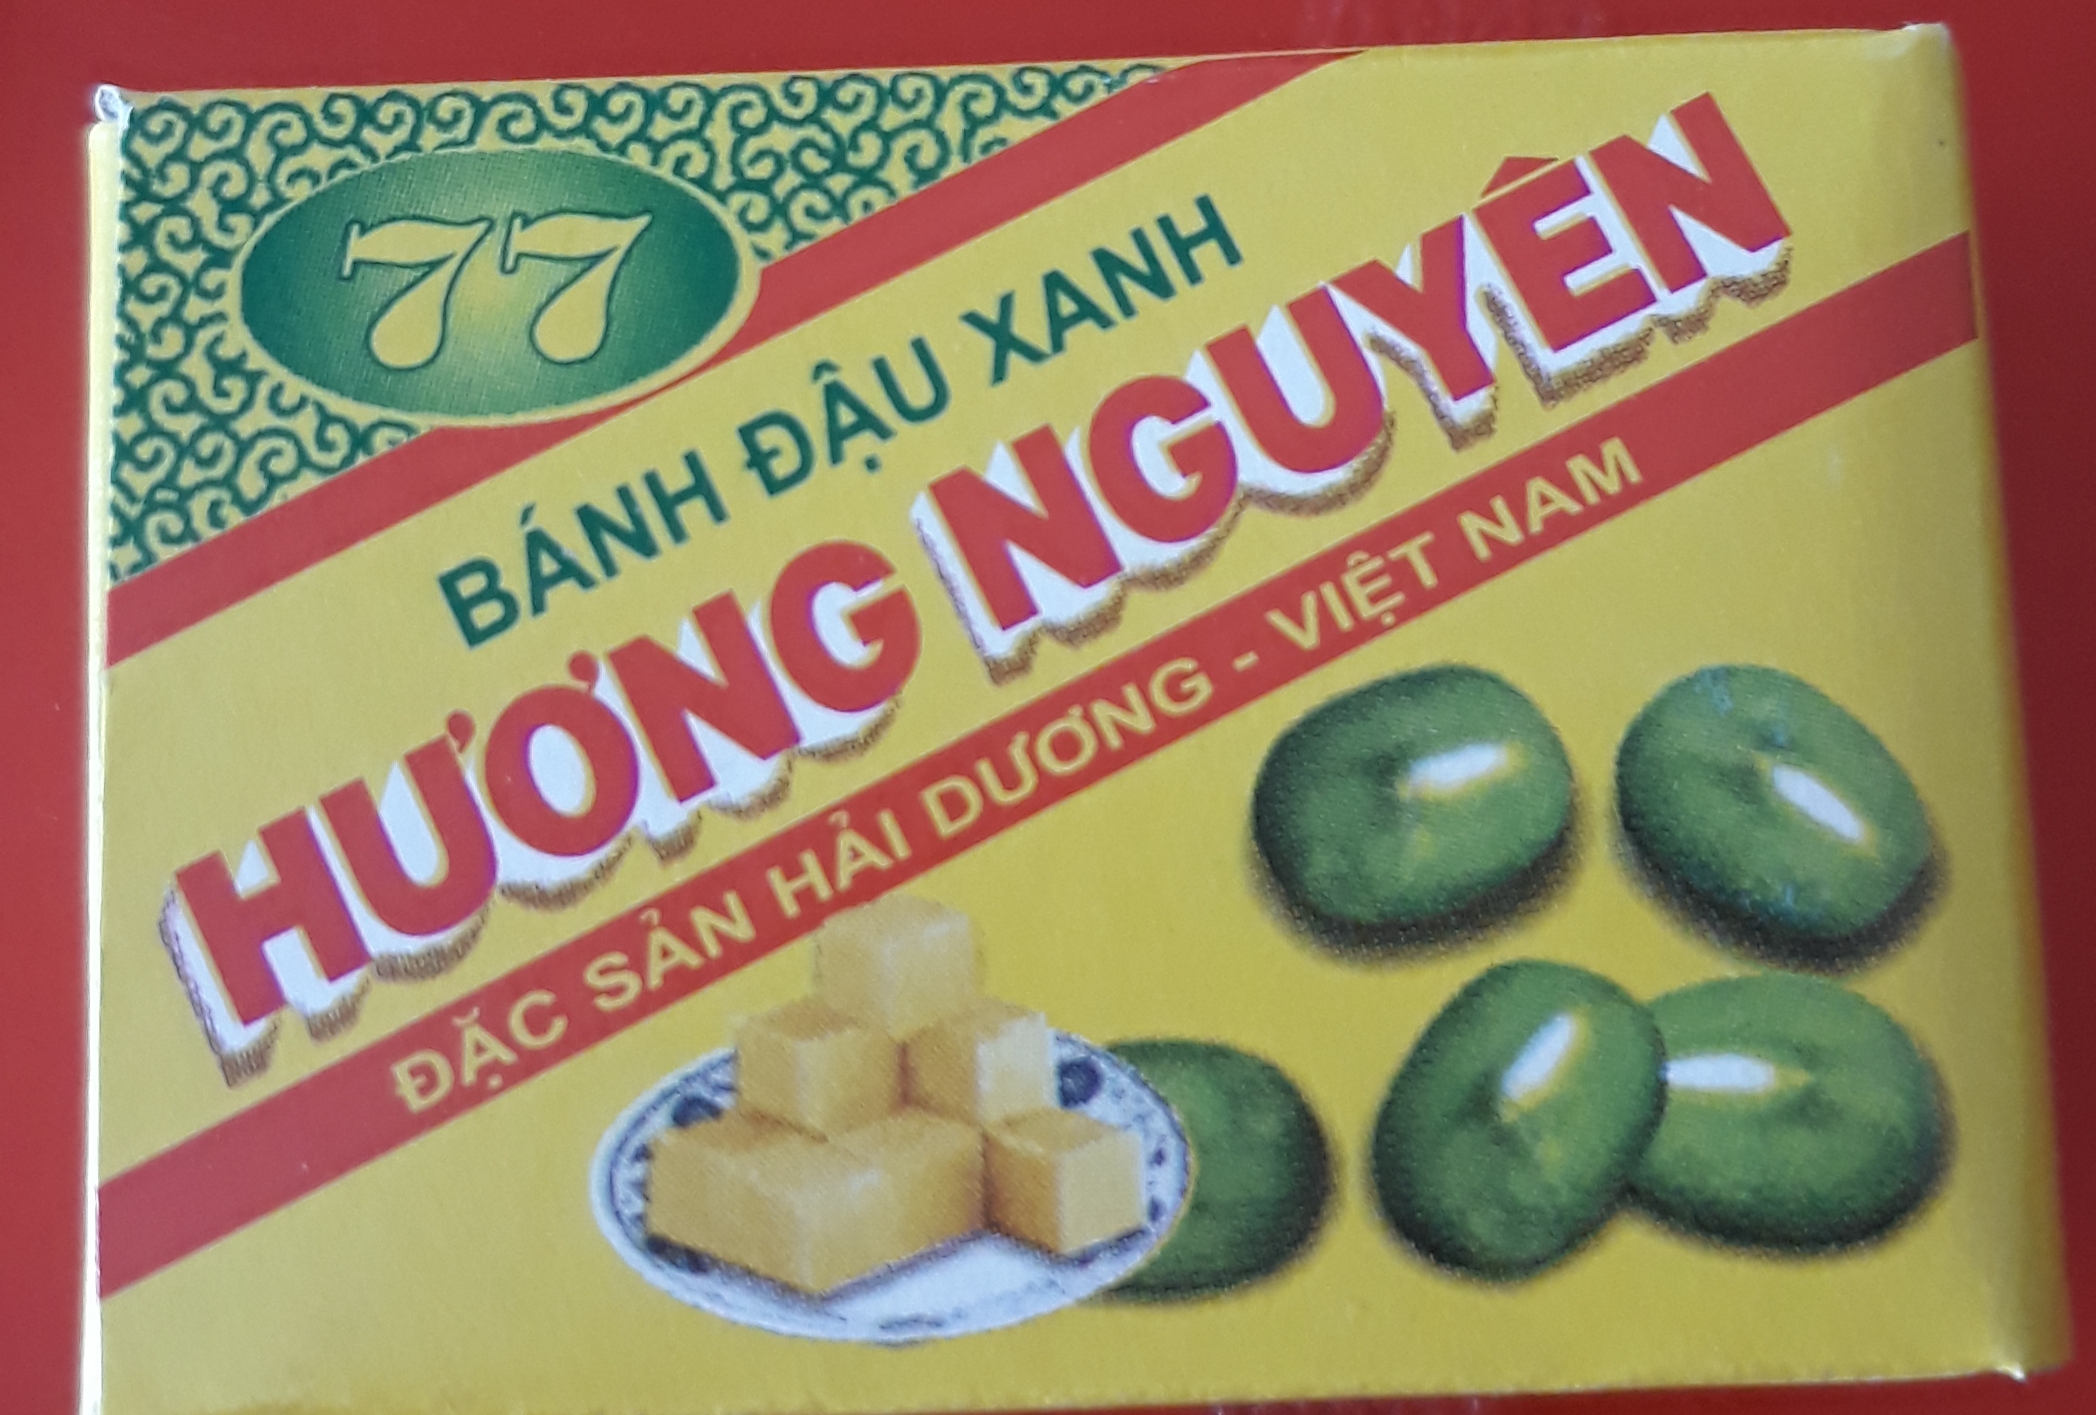 77
BÁNH ĐẬU XANH
HƯƠNG NGUYÊN
ĐẶC SẢN HẢI DƯƠNG - VIỆT NAM